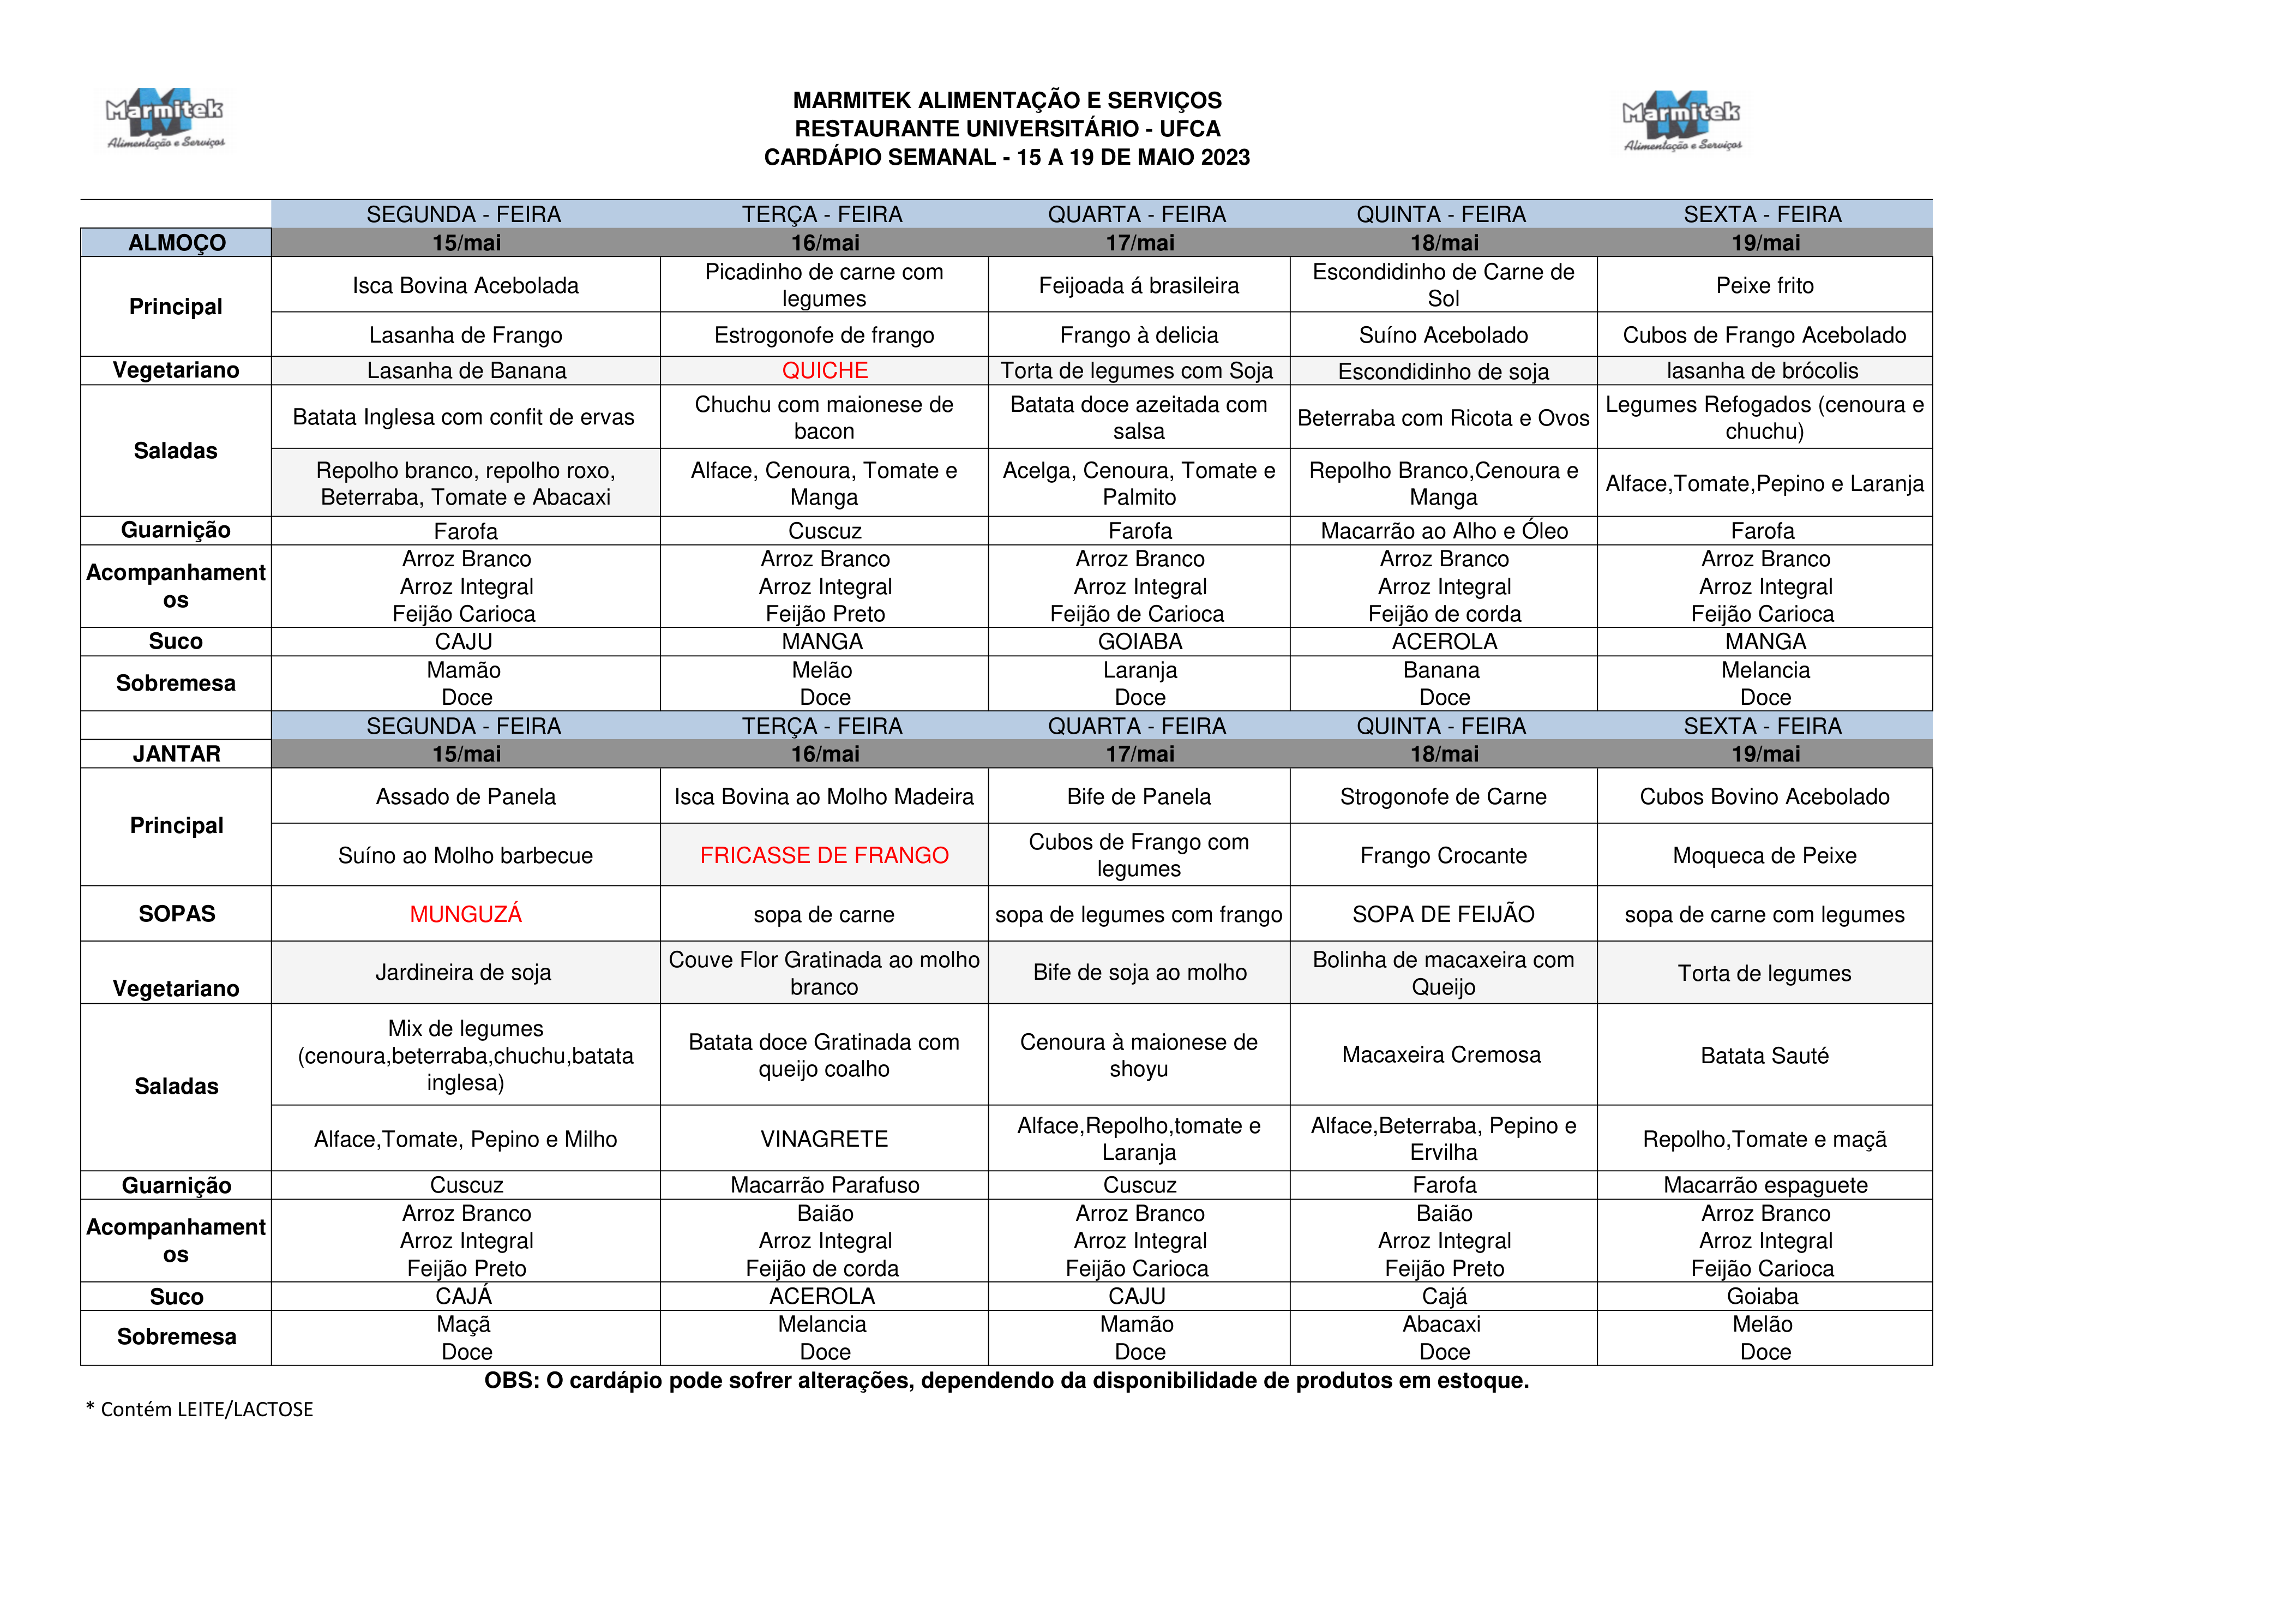 Marmitek
Alimentação e Serviços
MARMITEK ALIMENTAÇÃO E SERVIÇOS
RESTAURANTE UNIVERSITÁRIO - UFCA
CARDÁPIO SEMANAL - 15 A 19 DE MAIO 2023
Marmitek
Alimentação e Serviços
SEGUNDA - FEIRA TERÇA - FEIRA QUARTA - FEIRA QUINTA - FEIRA SEXTA - FEIRA
ALMOÇO 15/mai 16/mai 17/mai 18/mai 19/mai
Principal
Isca Bovina Acebolada
Picadinho de carne com
legumes
Feijoada á brasileira
Escondidinho de Carne de
Sol
Peixe frito
Lasanha de Frango Estrogonofe de frango Frango à delicia Suíno Acebolado Cubos de Frango Acebolado
Vegetariano Lasanha de Banana QUICHE Torta de legumes com Soja Escondidinho de soja lasanha de brócolis
Saladas
Batata Inglesa com confit de ervas
Chuchu com maionese de
bacon
Batata doce azeitada com
salsa
Beterraba com Ricota e Ovos
Legumes Refogados (cenoura e
chuchu)
Repolho branco, repolho roxo,
Beterraba, Tomate e Abacaxi
Alface, Cenoura, Tomate e
Manga
Acelga, Cenoura, Tomate e
Palmito
Repolho Branco,Cenoura e
Manga
Alface,Tomate,Pepino e Laranja
Guarnição Farofa Cuscuz Farofa Macarrão ao Alho e Óleo Farofa
Acompanhament
os
Arroz Branco Arroz Branco Arroz Branco Arroz Branco Arroz Branco
Arroz Integral Arroz Integral Arroz Integral Arroz Integral Arroz Integral
Feijão Carioca Feijão Preto Feijão de Carioca Feijão de corda Feijão Carioca
Suco CAJU MANGA GOIABA ACEROLA MANGA
Sobremesa
Mamão Melão Laranja Banana Melancia
Doce Doce Doce Doce Doce
SEGUNDA - FEIRA TERÇA - FEIRA QUARTA - FEIRA QUINTA - FEIRA SEXTA - FEIRA
JANTAR 15/mai 16/mai 17/mai 18/mai 19/mai
Principal
Assado de Panela Isca Bovina ao Molho Madeira Bife de Panela Strogonofe de Carne Cubos Bovino Acebolado
Suíno ao Molho barbecue
FRICASSE DE FRANGO
Cubos de Frango com
legumes
Frango Crocante
Moqueca de Peixe
SOPAS MUNGUZÁ sopa de carne sopa de legumes com frango SOPA DE FEIJÃO sopa de carne com legumes
Vegetariano
Jardineira de soja
Couve Flor Gratinada ao molho
branco
Bife de soja ao molho
Bolinha de macaxeira com
Queijo
Torta de legumes
Saladas
Mix de legumes
(cenoura,beterraba,chuchu,batata
inglesa)
Batata doce Gratinada com
queijo coalho
Cenoura à maionese de
shoyu
Macaxeira Cremosa
Batata Sauté
Alface,Tomate, Pepino e Milho
VINAGRETE
Alface,Repolho,tomate e
Laranja
Alface,Beterraba, Pepino e
Ervilha
Repolho,Tomate e maçã
Guarnição Cuscuz Macarrão Parafuso Cuscuz Farofa Macarrão espaguete
Acompanhament
os
Arroz Branco Baião Arroz Branco Baião Arroz Branco
Arroz Integral Arroz Integral Arroz Integral Arroz Integral Arroz Integral
Feijão Preto Feijão de corda Feijão Carioca Feijão Preto Feijão Carioca
Suco CAJÁ ACEROLA CAJU Cajá Goiaba
Sobremesa
Maçã Melancia Mamão Abacaxi Melão
Doce Doce Doce Doce Doce
OBS: O cardápio pode sofrer alterações, dependendo da disponibilidade de produtos em estoque.
* Contém LEITE/LACTOSE